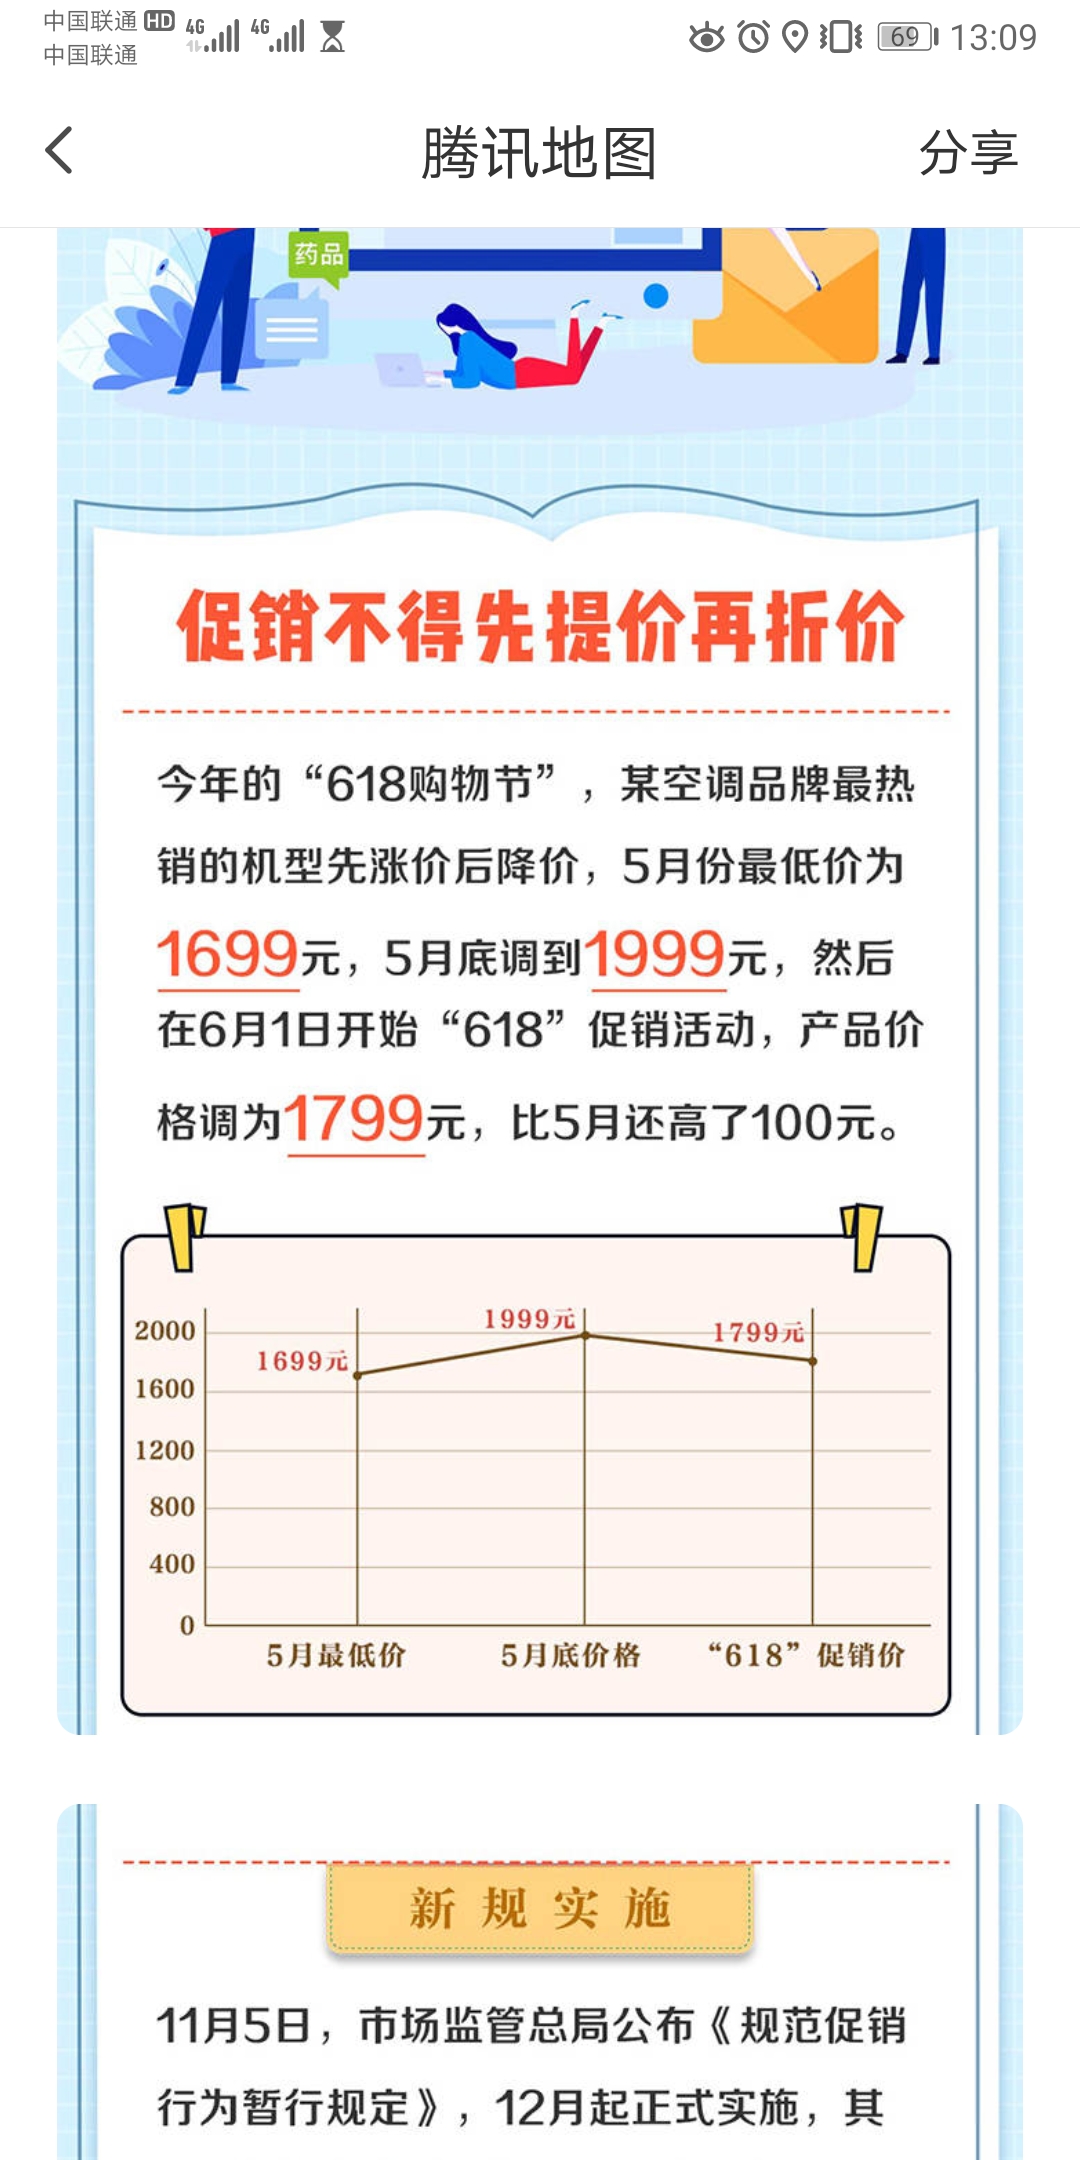 中国联通 HD 4G 4G 69 13:09
中国联通
腾讯地图 分享
药品
促销不得先提价再折价
今年的“618购物节”，某空调品牌最热
销的机型先涨价后降价，5月份最低价为
1699元，5月底调到1999元，然后
在6月1日开始“618”促销活动，产品价
格调为1799元，比5月还高了100元。
1999元
2000 1799元
1699元
1600
1200
800
400
0
5月最低价 5月底价格 “618”促销价
新规实施
11月5日，市场监管总局公布《规范促销
行为暂行规定》，12月起正式实施，其